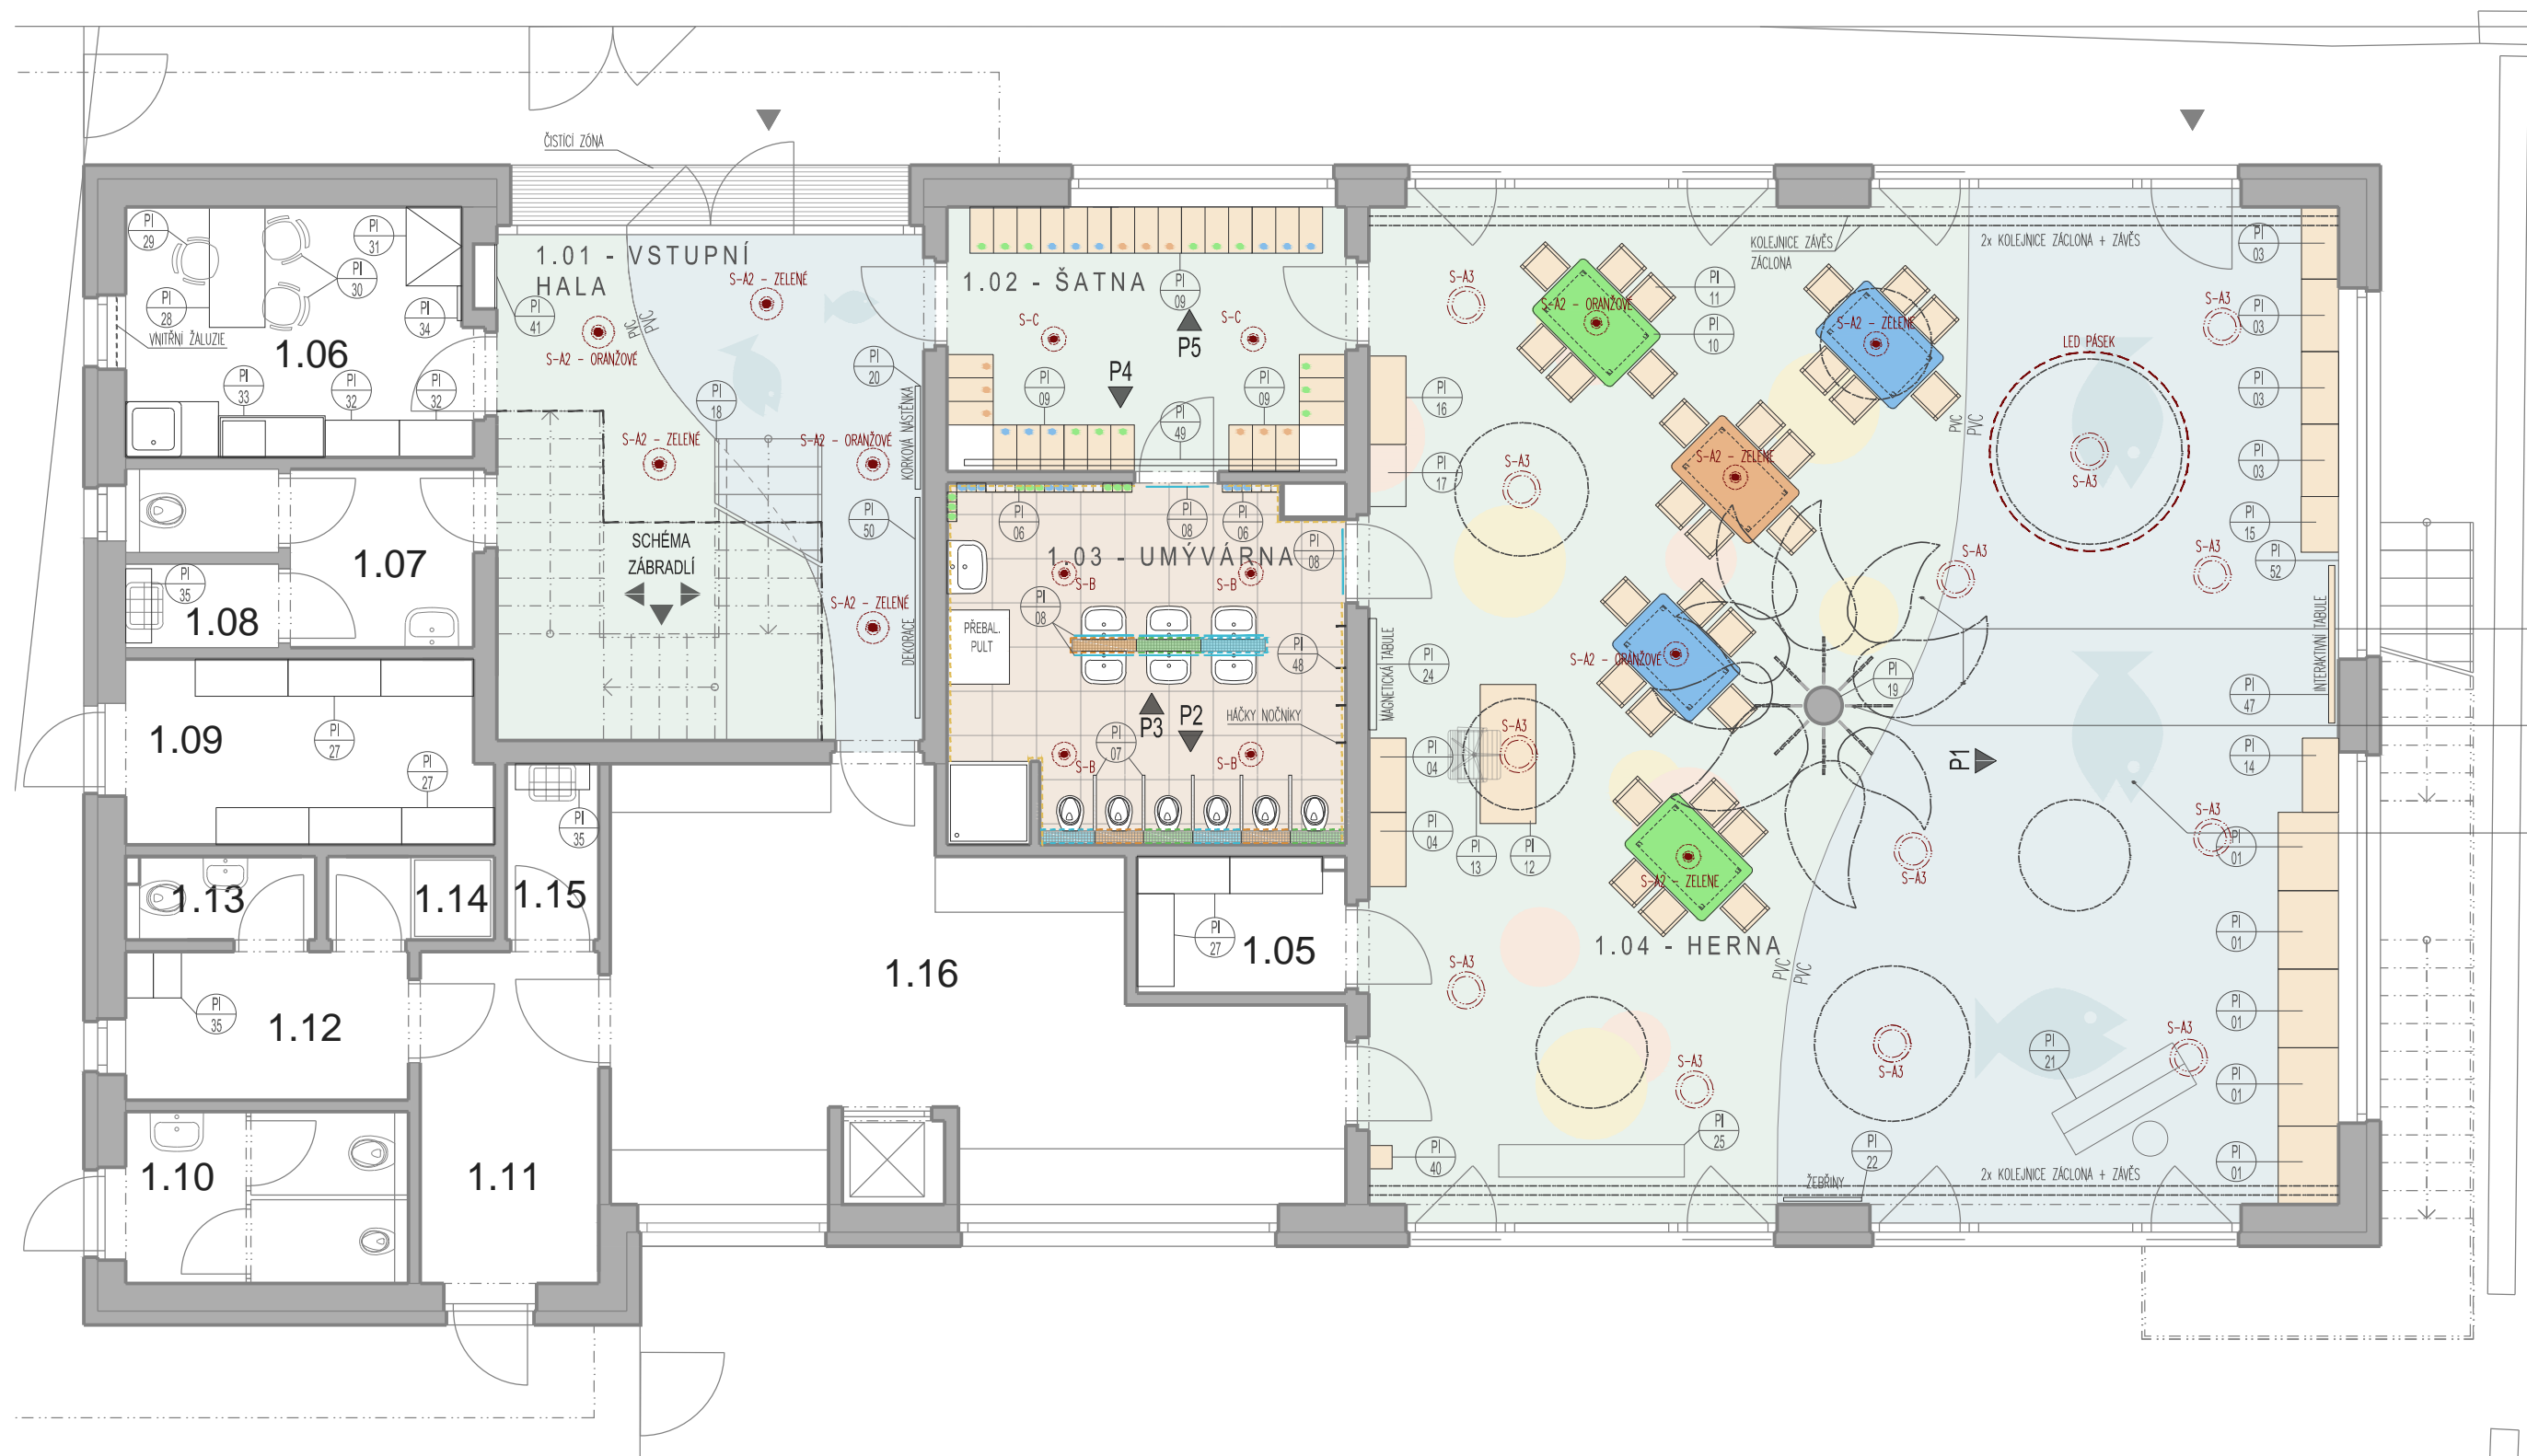 ČISTÍCÍ ZÓNA
PI
29
PI
31
PI
30
PI
28
PI
34
VNITŘNÍ ŽALUZIE
1.06
PI
33
PI
32
PI
32
PI
41
1.01 - VSTUPNÍ
HALA
S-A2 - ZELENÉ
S-A2 - ORANŽOVÉ
PVC
PVC
PI
20
PI
18
KORKOVÁ NÁSTĚNKA
S-A2 - ZELENÉ
S-A2 - ORANŽOVÉ
PI
50
SCHÉMA
ZÁBRADLÍ
S-A2 - ZELENÉ
DEKORACE
1.02 - ŠATNA
PI
09
P5
S-C
S-C
P4
PI
09
PI
09
PI
49
PI
06
PI
08
PI
06
1.03 - UMÝVÁRNA
PI
08
S-B
S-B
PI
08
PŘEBAL.
PULT
PI
48
P3
P2
HÁČKY NOČNÍKY
PI
07
S-B
S-B
1.07
PI
35
1.08
1.09
PI
27
PI
27
PI
35
1.13
1.14
1.15
PI
35
1.12
1.10
1.11
1.16
PI
27
1.05
KOLEJNICE ZÁVĚS
ZÁCLONA
2x KOLEJNICE ZÁCLONA + ZÁVĚS
PI
03
S-A3
S-A2 - ORANŽOVÉ
PI
11
PI
10
S-A2 - ZELENÉ
S-A3
PI
03
LED PÁSEK
PI
03
PI
16
PVC
PVC
PI
03
PI
17
S-A3
S-A2 - ZELENÉ
S-A3
PI
15
S-A3
S-A3
PI
52
INTERAKTIVNÍ TABULE
MAGNETICKÁ TABULE
PI
24
S-A2 - ORANŽOVÉ
PI
19
PI
47
S-A3
PI
04
P1
PI
14
PI
04
PI
13
PI
12
S-A3
S-A3
PI
01
S-A2 - ZELENÉ
1.04 - HERNA
PI
01
S-A3
PVC
PVC
PI
01
S-A3
S-A3
PI
21
S-A3
PI
01
PI
25
PI
40
PI
22
ŽEBŘINY
2x KOLEJNICE ZÁCLONA + ZÁVĚS
PI
01